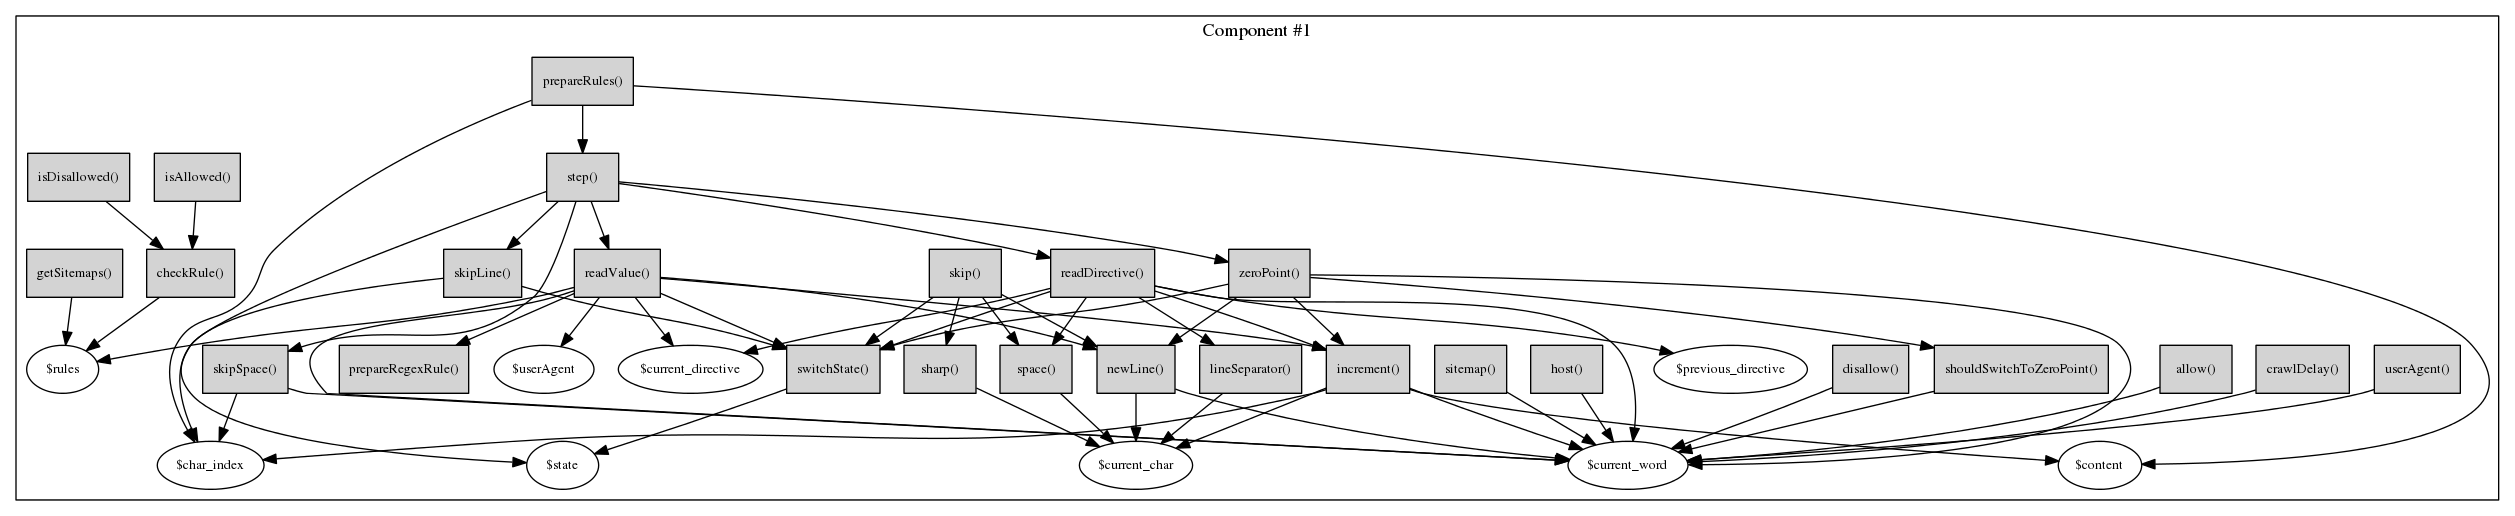 Component #1
prepareRules()
isDisallowed()
isAllowed()
step()
getSitemaps()
checkRule()
skipLine()
readValue()
skip()
readDirective()
zeroPoint()
$rules
skipSpace()
prepareRegexRule()
$userAgent
$current_directive
switchState()
sharp()
space()
newLine()
lineSeparator()
increment()
sitemap()
host()
$previous_directive
disallow()
shouldSwitchToZeroPoint()
allow()
crawlDelay()
userAgent()
$char_index
$state
$current_char
$current_word
$content